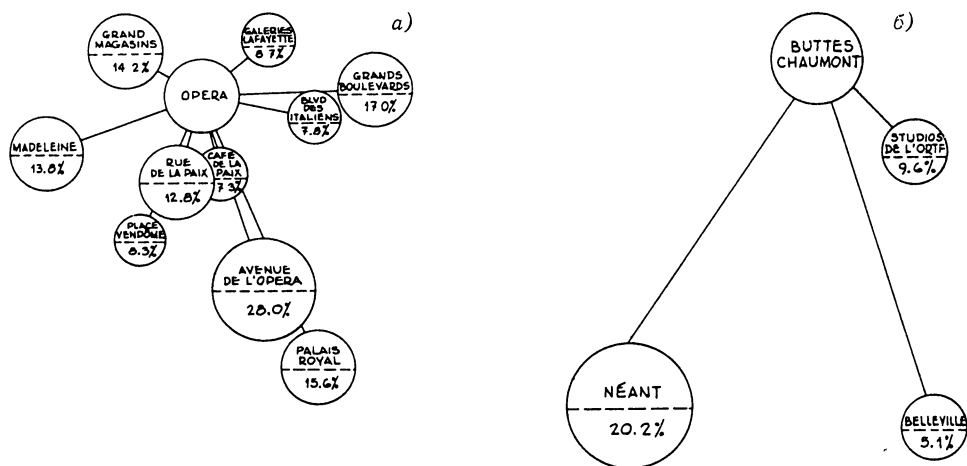 а)
GRAND
MAGASINS
14 2%
GALERIES
LAFAYETTE
8 7%
OPERA
GRANDS
BOULEVARDS
17 0%
BLVD
DES
ITALIENS
7.8%
MADELEINE
13.8%
RUE
DE LA PAIX
12.8%
CAFÉ
DE LA
PAIX
7 3%
PLACE
VENDÔME
8.3%
AVENUE
DE L'OPERA
28.0%
PALAIS
ROYAL
15.6%
б)
BUTTES
CHAUMONT
STUDIOS
DE L'ORTF
9.6%
NÉANT
20.2%
BELLEVILLE
5.1%